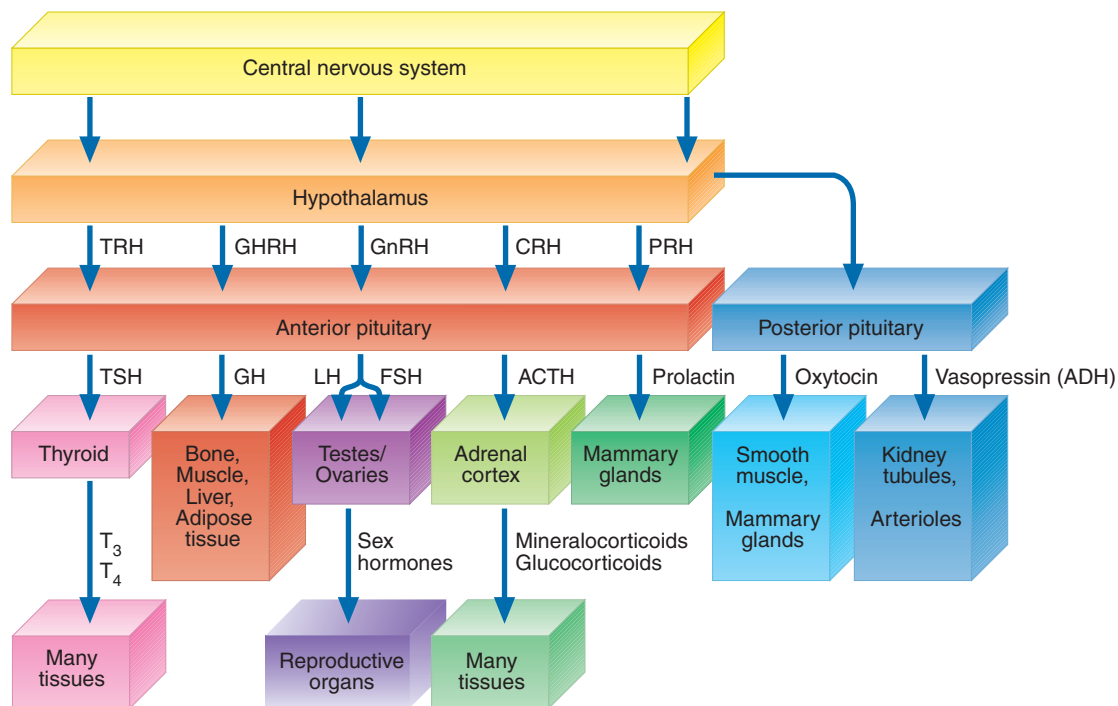 Central nervous system
Hypothalamus
TRH
GHRH
GnRH
CRH
PRH
Anterior pituitary
Posterior pituitary
TSH
GH
LH
FSH
ACTH
Prolactin
Oxytocin
Vasopressin (ADH)
Thyroid
Bone,
Muscle,
Liver,
Adipose
tissue
Testes/
Ovaries
Adrenal
cortex
Mammary
glands
Smooth
muscle,
Mammary
glands
Kidney
tubules,
Arterioles
T3
T4
Sex
hormones
Mineralocorticoids
Glucocorticoids
Many
tissues
Reproductive
organs
Many
tissues